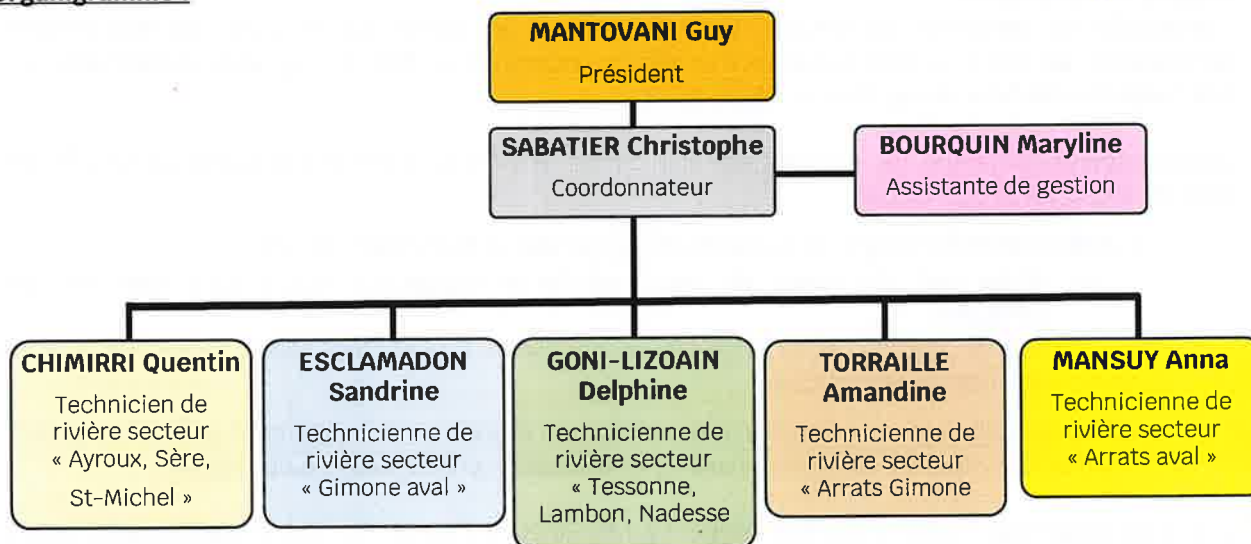 MANTOVANI Guy
Président
SABATIER Christophe
Coordonnateur
BOURQUIN Maryline
Assistante de gestion
CHIMIRRI Quentin
Technicien de
rivière secteur
« Ayroux, Sère,
St-Michel »
ESCLAMADON
Sandrine
Technicienne de
rivière secteur
« Gimone aval »
GONI-LIZOAIN
Delphine
Technicienne de
rivière secteur
« Tessonne,
Lambon, Nadesse
TORRAILLE
Amandine
Technicienne de
rivière secteur
« Arrats Gimone
MANSUY Anna
Technicienne de
rivière secteur
« Arrats aval »